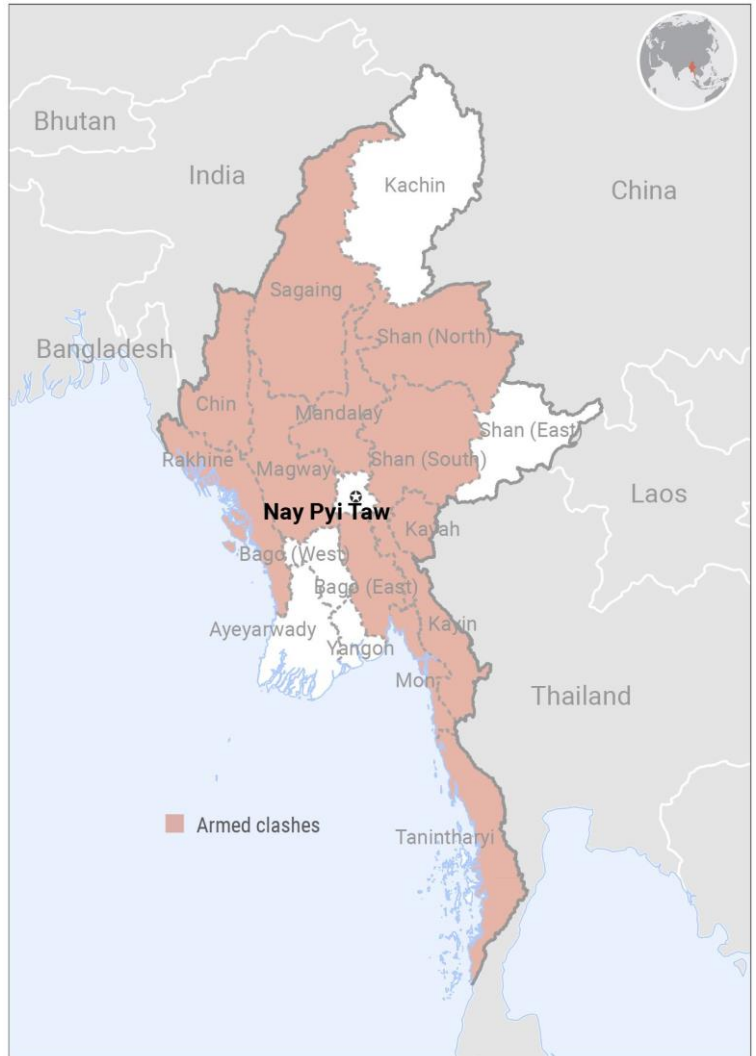 Bhutan
India
Kachin
China
Sagaing
Shan (North)
Bangladesh
Chin
Mandalay
Shan (East)
Rakhine
Magway
Shan (South)
Laos
Nay Pyi Taw
Kayah
Bago (West)
Bago (East)
Ayeyarwady
Kayin
Yangon
Mon
Thailand
Armed clashes
Tanintharyi